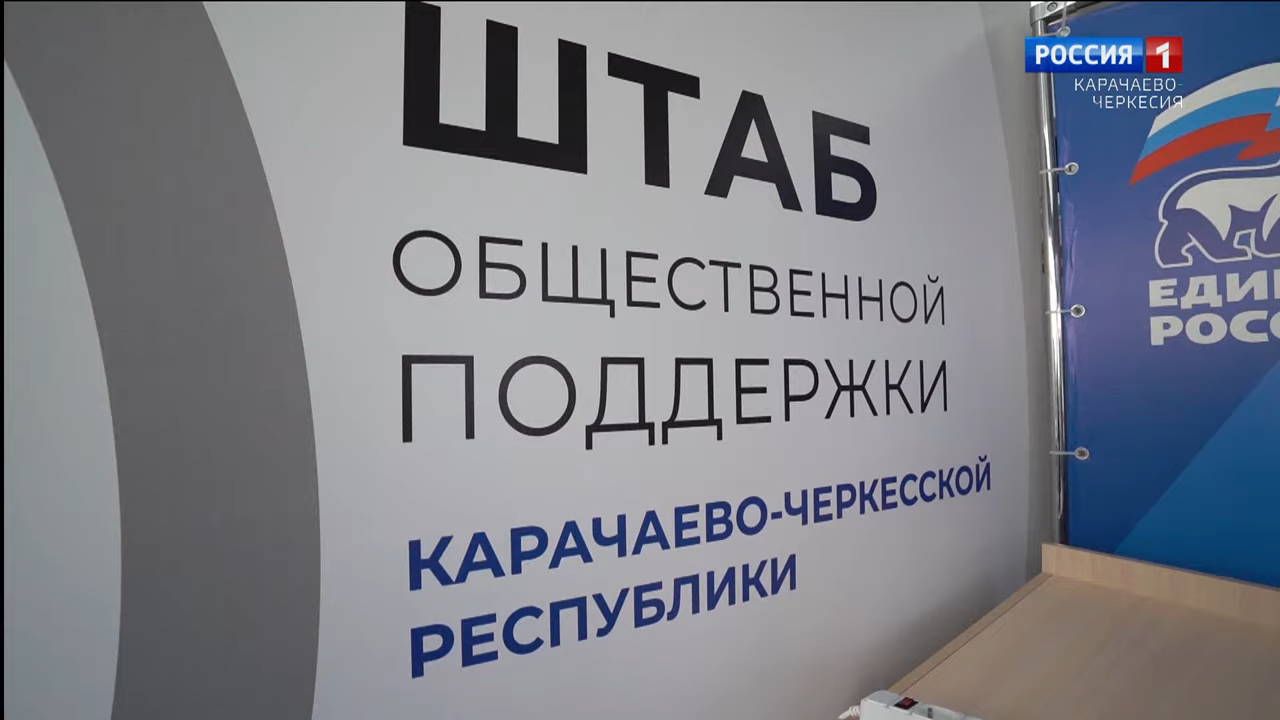 ШТАБ
ОБЩЕСТВЕННОЙ
ПОДДЕРЖКИ
КАРАЧАЕВО-ЧЕРКЕССКОЙ
РЕСПУБЛИКИ
РОССИЯ 1
КАРАЧАЕВО-
ЧЕРКЕСИЯ